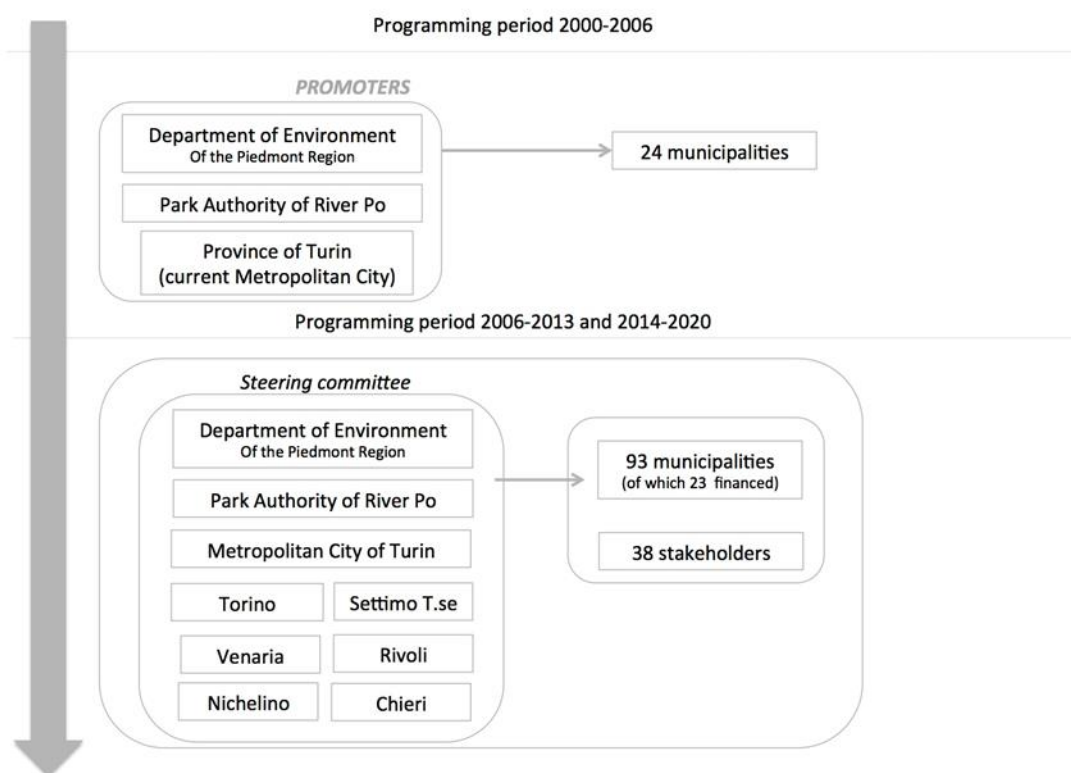 Programming period 2000-2006
PROMOTERS
Department of Environment
Of the Piedmont Region
24 municipalities
Park Authority of River Po
Province of Turin
(current Metropolitan City)
Programming period 2006-2013 and 2014-2020
Steering committee
Department of Environment
Of the Piedmont Region
Park Authority of River Po
Metropolitan City of Turin
Torino
Settimo T.se
Venaria
Rivoli
Nichelino
Chieri
93 municipalities
(of which 23 financed)
38 stakeholders